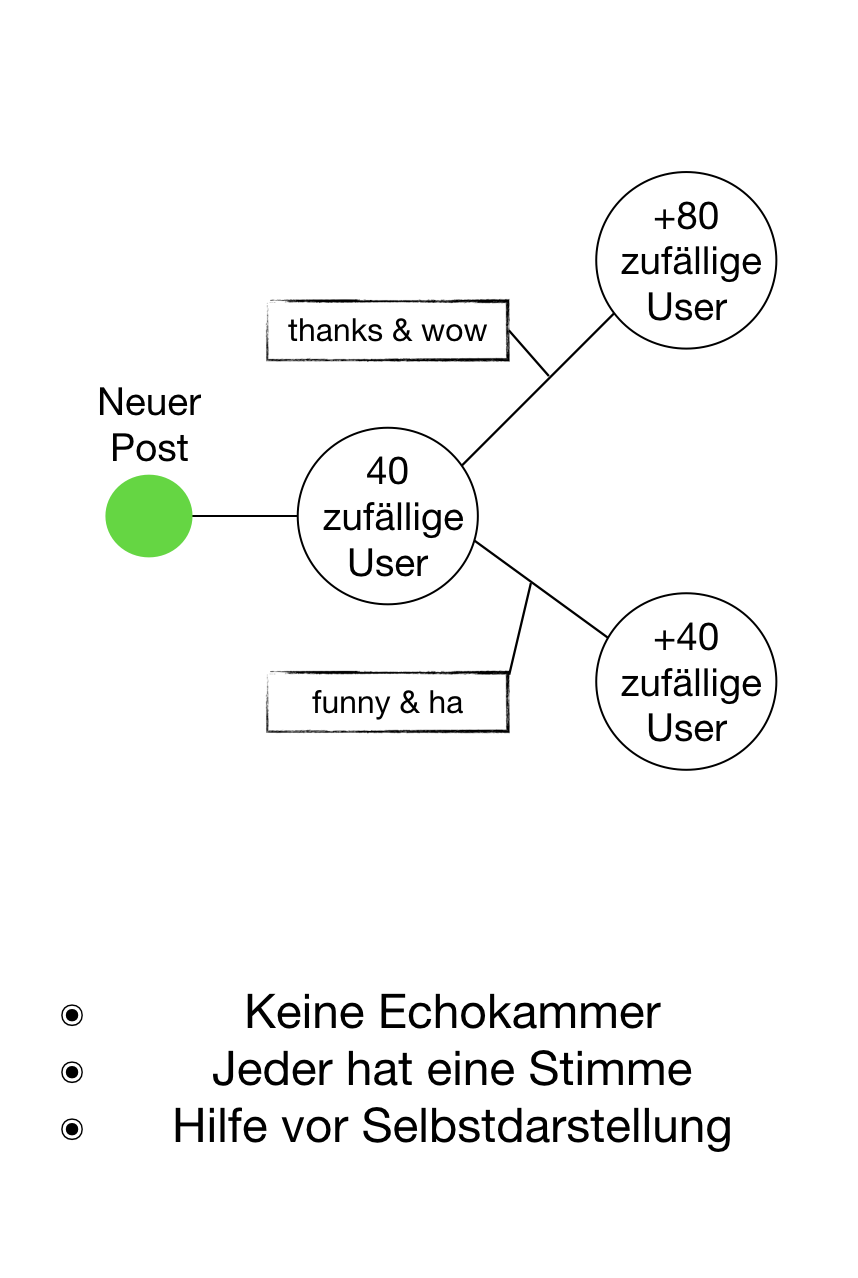 +80
zufällige
User
thanks & wow
Neuer
Post
40
zufällige
User
+40
zufällige
User
funny & ha
Keine Echokammer
Jeder hat eine Stimme
Hilfe vor Selbstdarstellung